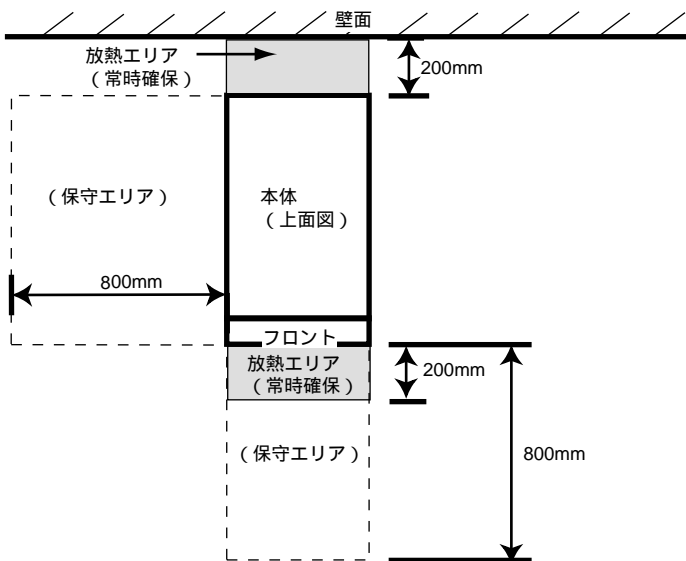 壁面
放熱エリア
（常時確保）
200mm
（保守エリア）
本体
（上面図）
800mm
フロント
放熱エリア
（常時確保）
200mm
（保守エリア）
800mm